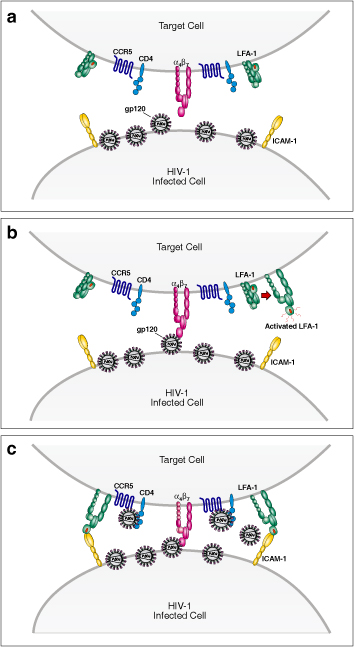 a
Target Cell
CCR5
CD4
α4β7
LFA-1
gp120
ICAM-1
HIV-1
Infected Cell
b
Target Cell
CCR5
CD4
α4β7
LFA-1
Activated LFA-1
gp120
ICAM-1
HIV-1
Infected Cell
c
Target Cell
CCR5
CD4
α4β7
LFA-1
ICAM-1
HIV-1
Infected Cell